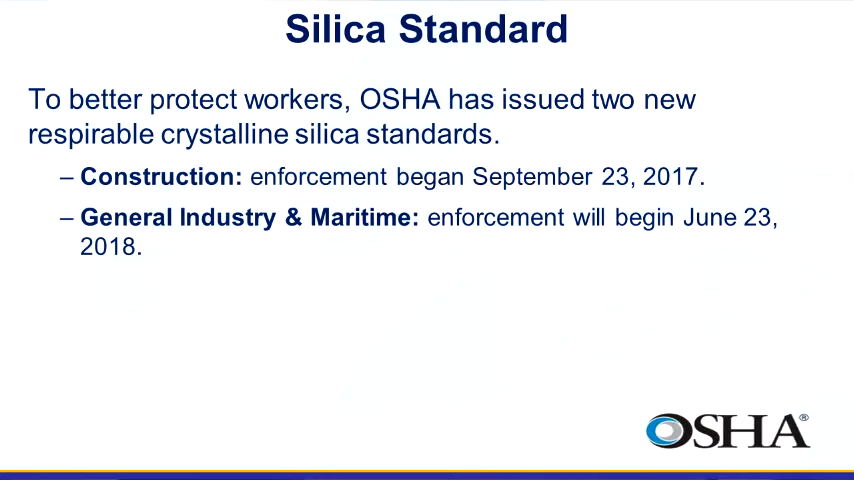 Silica Standard
To better protect workers, OSHA has issued two new
respirable crystalline silica standards.
– Construction: enforcement began September 23, 2017.
– General Industry & Maritime: enforcement will begin June 23,
2018.
OSHA®